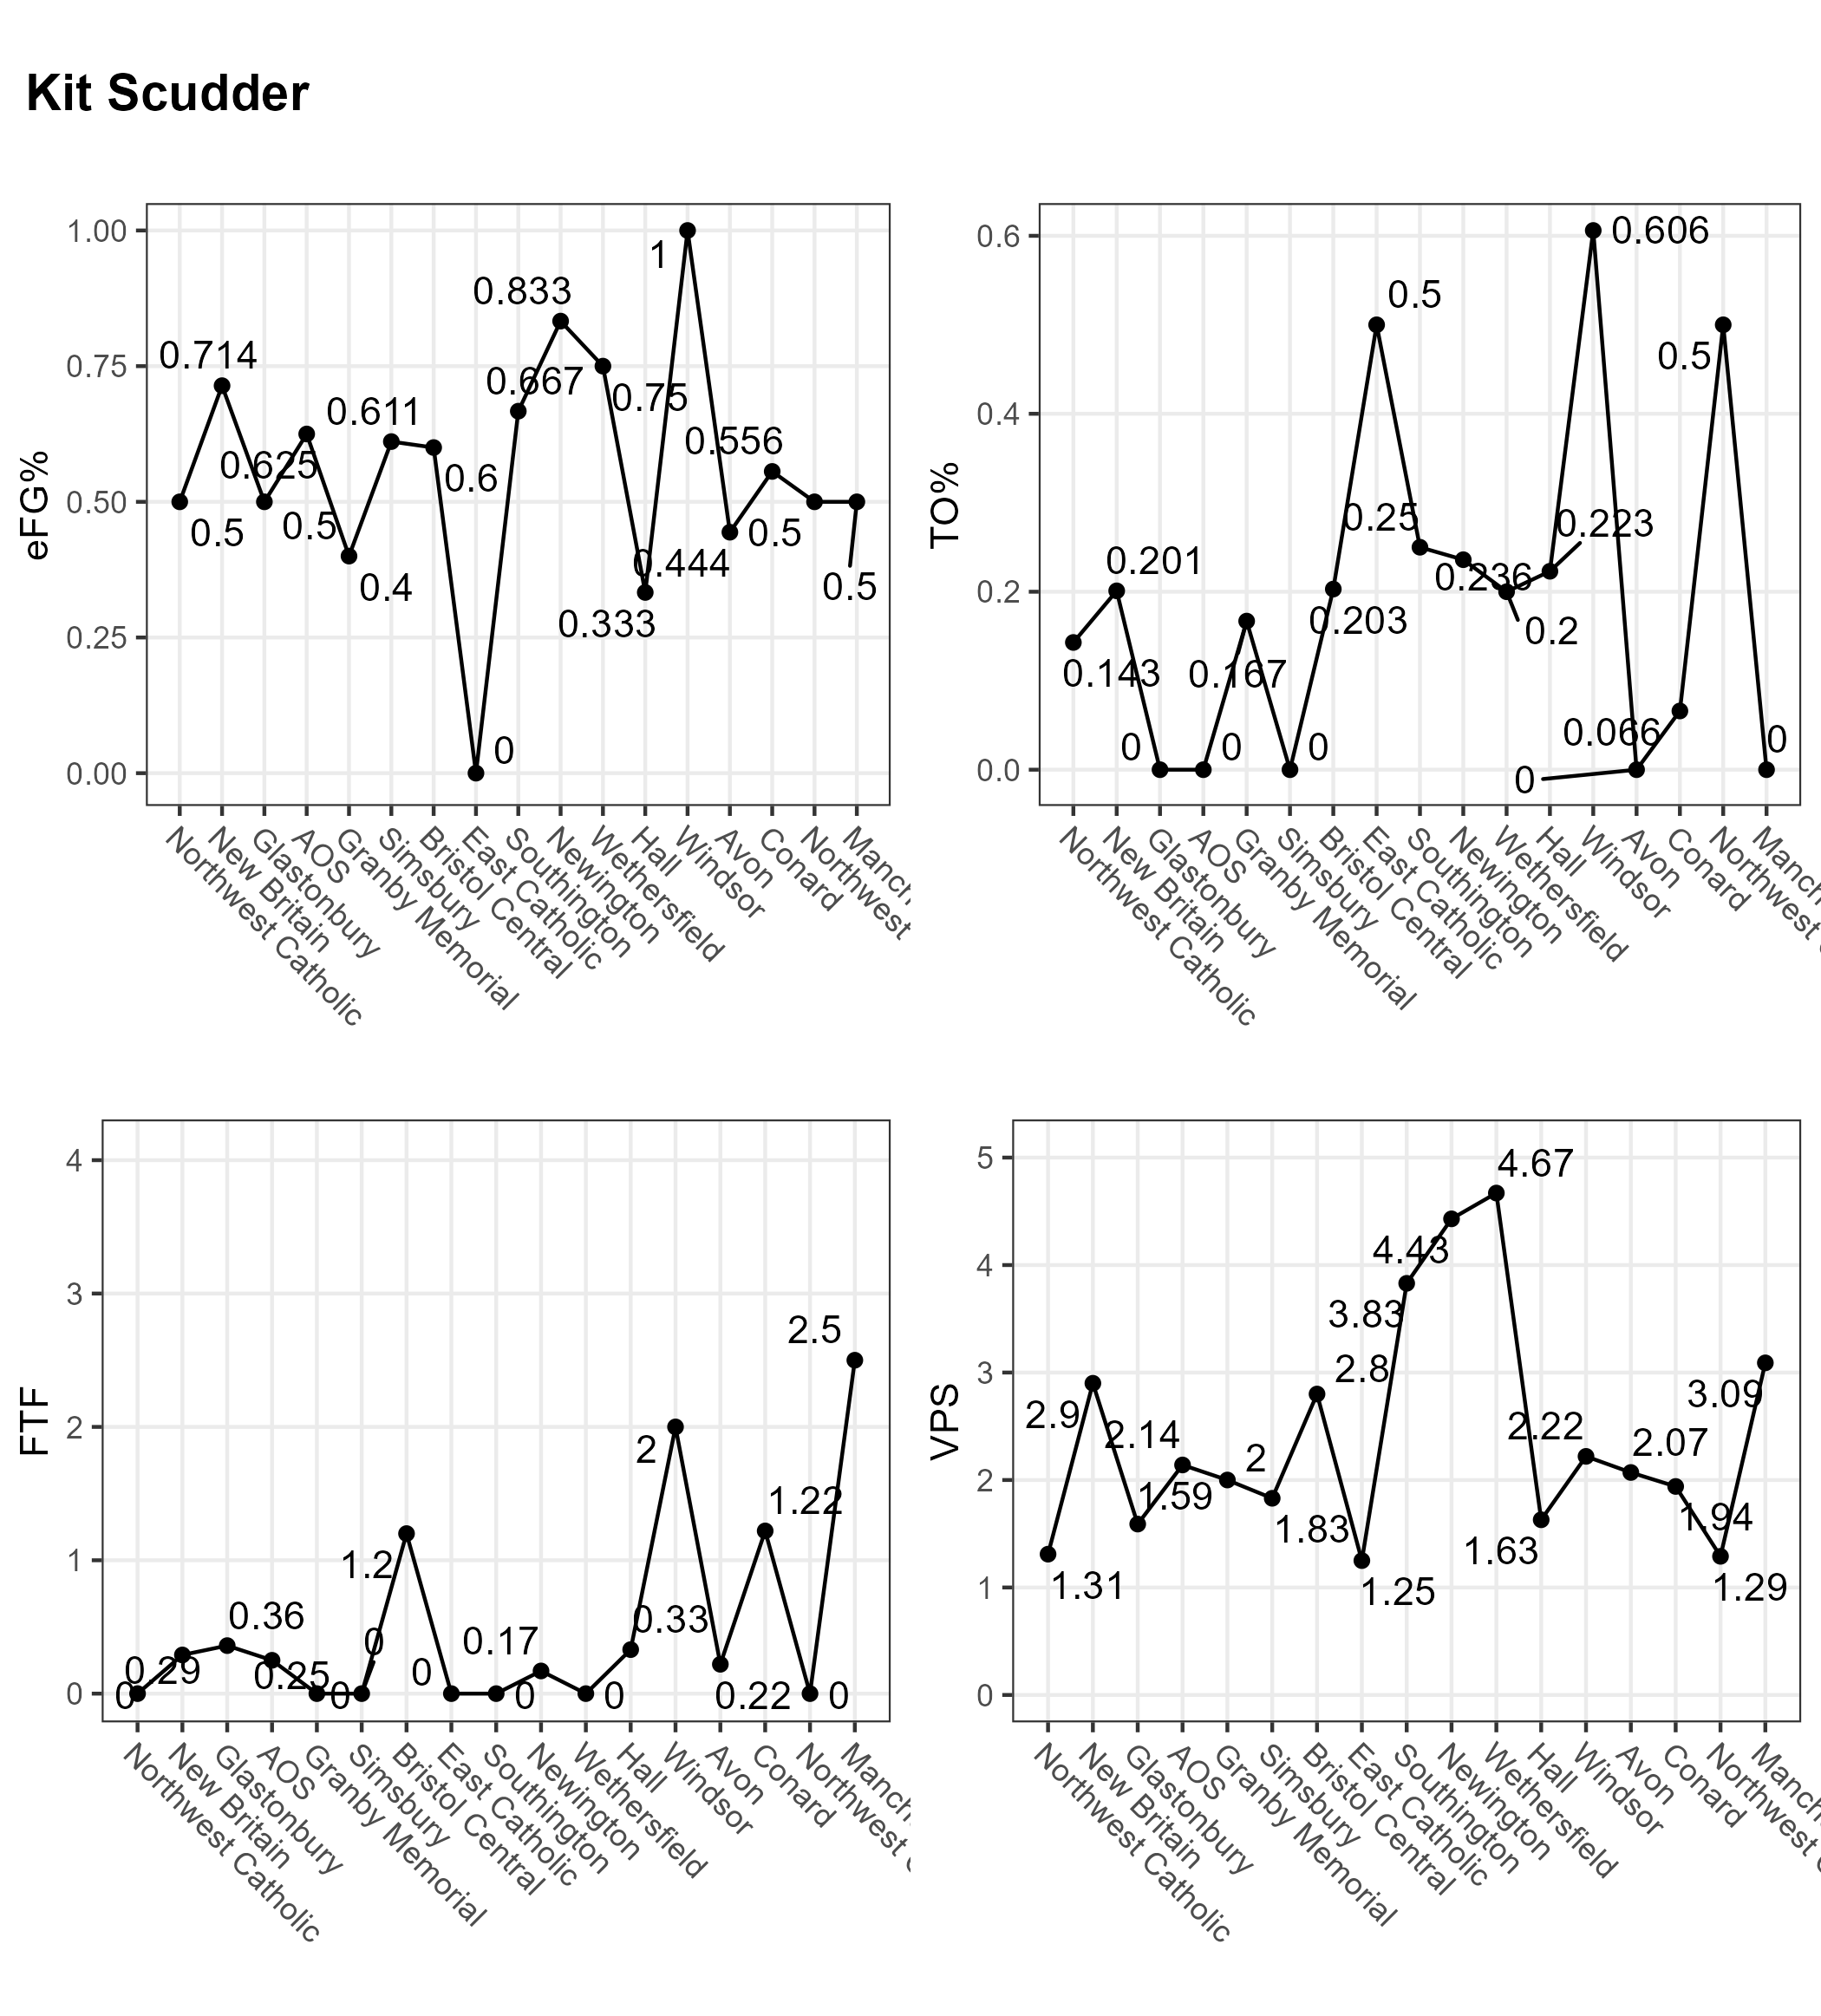 Kit Scudder
eFG%
1.00
0.75
0.50
0.25
0.00
0.5
0.714
0.5
0.625
0.4
0.611
0.6
0
0.667
0.833
0.75
0.333
1
0.444
0.556
0.5
0.5
Northwest Catholic
New Britain
Glastonbury
AOS
Granby Memorial
Simsbury
Bristol Central
East Catholic
Southington
Newington
Wethersfield
Hall
Windsor
Avon
Conard
Northwest
Manch
TO%
0.6
0.4
0.2
0.0
0.143
0.201
0
0
0.167
0
0.203
0.5
0.25
0.236
0.2
0.223
0.606
0
0.066
0.5
0
Northwest Catholic
New Britain
Glastonbury
AOS
Granby Memorial
Simsbury
Bristol Central
East Catholic
Southington
Newington
Wethersfield
Hall
Windsor
Avon
Conard
Northwest
Manch
FTF
4
3
2
1
0
0
0.29
0.36
0.25
0
0
1.2
0
0
0.17
0
0.33
2
0.22
1.22
0
2.5
Northwest Catholic
New Britain
Glastonbury
AOS
Granby Memorial
Simsbury
Bristol Central
East Catholic
Southington
Newington
Wethersfield
Hall
Windsor
Avon
Conard
Northwest
Manch
VPS
5
4
3
2
1
0
1.31
2.9
1.59
2.14
2
1.83
2.8
1.25
3.83
4.43
4.67
1.63
2.22
2.07
1.94
1.29
3.09
Northwest Catholic
New Britain
Glastonbury
AOS
Granby Memorial
Simsbury
Bristol Central
East Catholic
Southington
Newington
Wethersfield
Hall
Windsor
Avon
Conard
Northwest
Manch